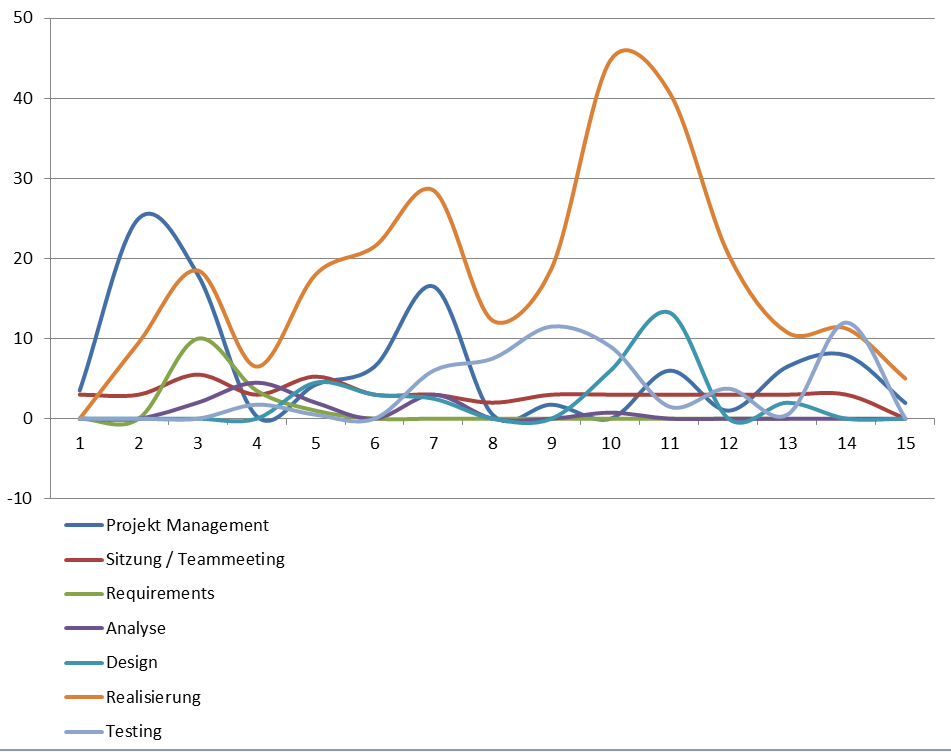 50
40
30
20
10
0
-10
1 2 3 4 5 6 7 8 9 10 11 12 13 14 15
Projekt Management
Sitzung / Teammeeting
Requirements
Analyse
Design
Realisierung
Testing